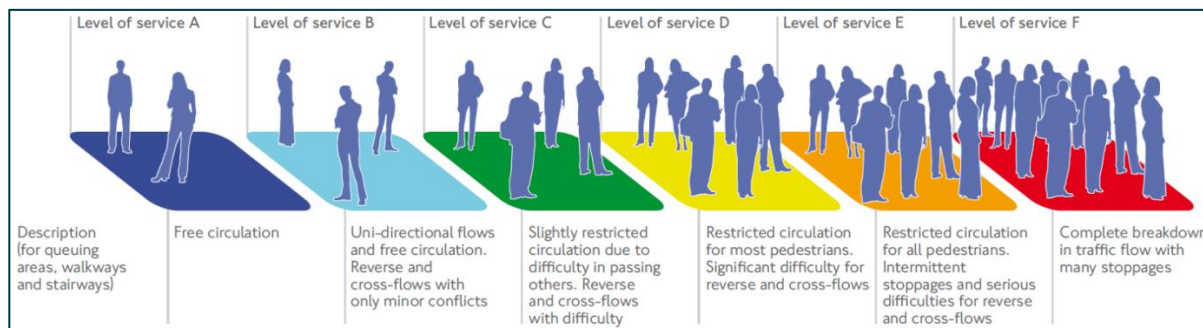 Level of service A
Level of service B
Level of service C
Level of service D
Level of service E
Level of service F
Description
(for queuing
areas, walkways
and stairways)
Free circulation
Uni-directional flows
and free circulation.
Reverse and
cross-flows with
only minor conflicts
Slightly restricted
circulation due to
difficulty in passing
others. Reverse
and cross-flows
with difficulty
Restricted circulation
for most pedestrians.
Significant difficulty for
reverse and cross-flows
Restricted circulation
for all pedestrians.
Intermittent
stoppages and serious
difficulties for reverse
and cross-flows
Complete breakdown
in traffic flow with
many stoppages